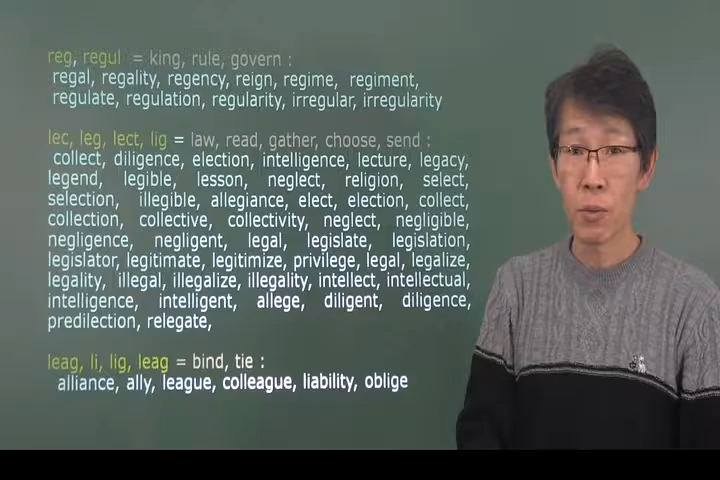 reg, regul = king, rule, govern :
regal, regality, regency, reign, regime, regiment,
regulate, regulation, regularity, irregular, irregularity
lec, leg, lect, lig = law, read, gather, choose, send :
collect, diligence, election, intelligence, lecture, legacy,
legend, legible, lesson, neglect, religion, select,
selection, illegible, allegiance, elect, election, collect,
collection, collective, collectivity, neglect, negligible,
negligence, negligent, legal, legislate, legislation,
legislator, legitimate, legitimize, privilege, legal, legalize,
legality, illegal, illegalize, illegality, intellect, intellectual,
intelligence, intelligent, allege, diligent, diligence,
predilection, relegate,
leag, li, lig, leag = bind, tie :
alliance, ally, league, colleague, liability, oblige